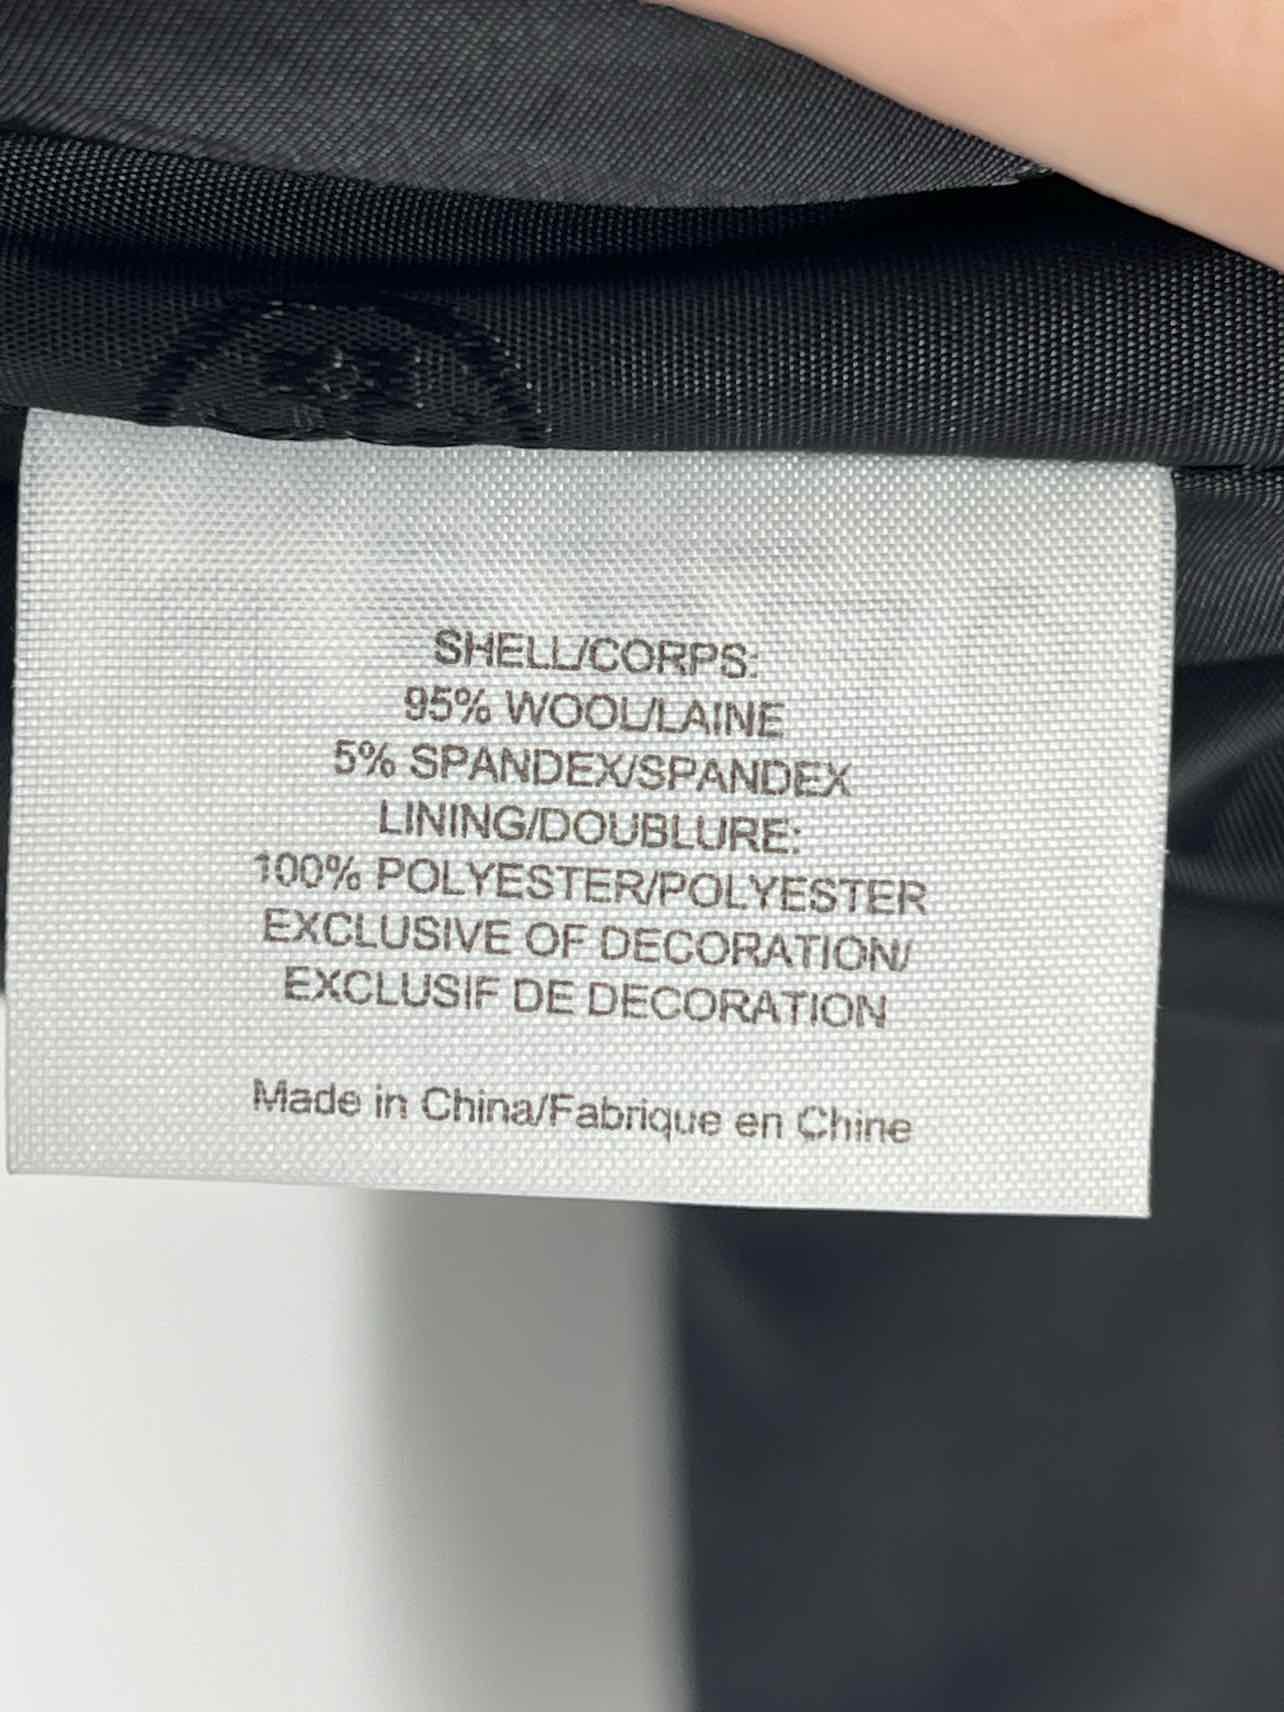 SHELL/CORPS:
95% WOOL/LAINE
5% SPANDEX/SPANDEX
LINING/DOUBLURE:
100% POLYESTER/POLYESTER
EXCLUSIVE OF DECORATION/
EXCLUSIF DE DECORATION
Made in China/Fabrique en Chine